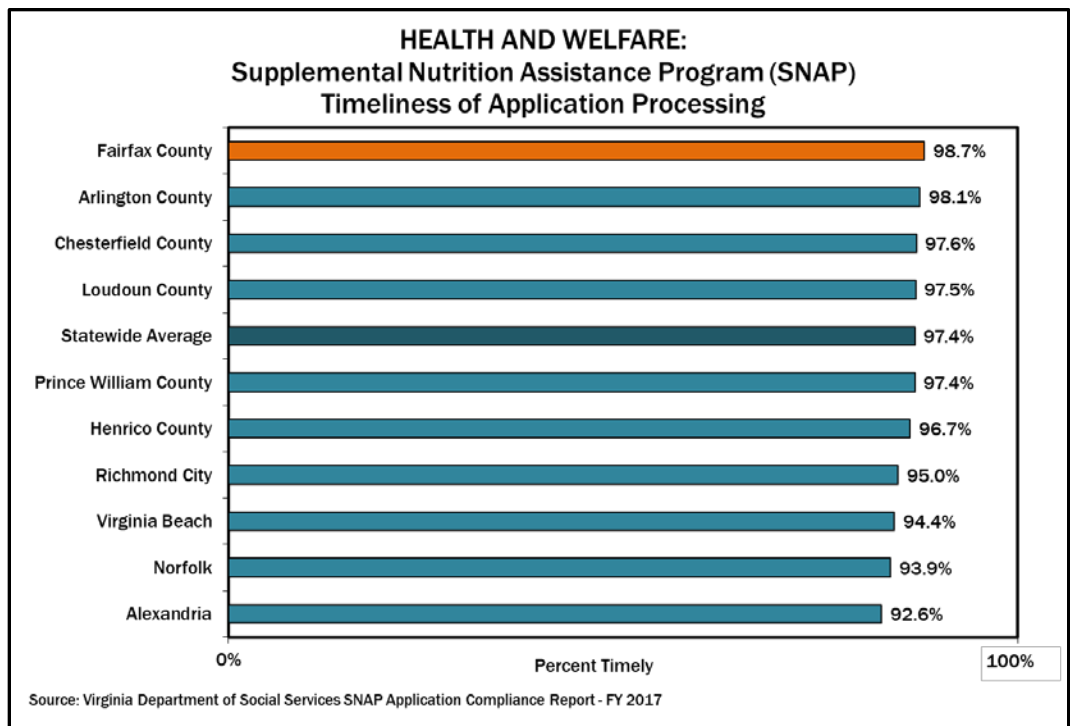 HEALTH AND WELFARE:
Supplemental Nutrition Assistance Program (SNAP)
Timeliness of Application Processing
Fairfax County 98.7%
Arlington County 98.1%
Chesterfield County 97.6%
Loudoun County 97.5%
Statewide Average 97.4%
Prince William County 97.4%
Henrico County 96.7%
Richmond City 95.0%
Virginia Beach 94.4%
Norfolk 93.9%
Alexandria 92.6%
0% Percent Timely 100%
Source: Virginia Department of Social Services SNAP Application Compliance Report - FY 2017